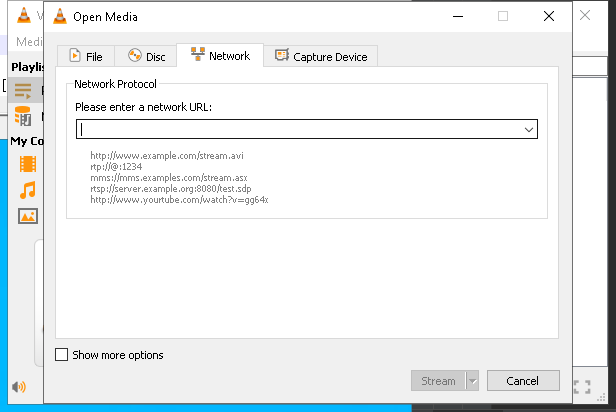 Open Media
Medi
File
Disc
Network
Capture Device
Playlis
Network Protocol
Please enter a network URL:
http://www.example.com/stream.avi
rtp://@:1234
mms://mms.examples.com/stream.asx
rtsp://server.example.org:8080/test.sdp
http://www.yourtube.com/watch?v=gg64x
My Co
Show more options
Stream
Cancel